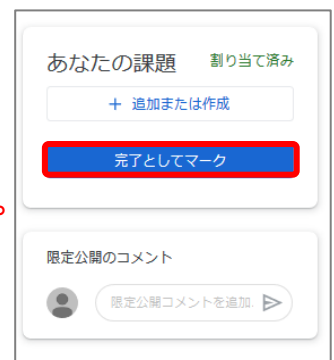 あなたの課題 割り当て済み
+ 追加または作成
完了としてマーク
限定公開のコメント
限定公開コメントを追加